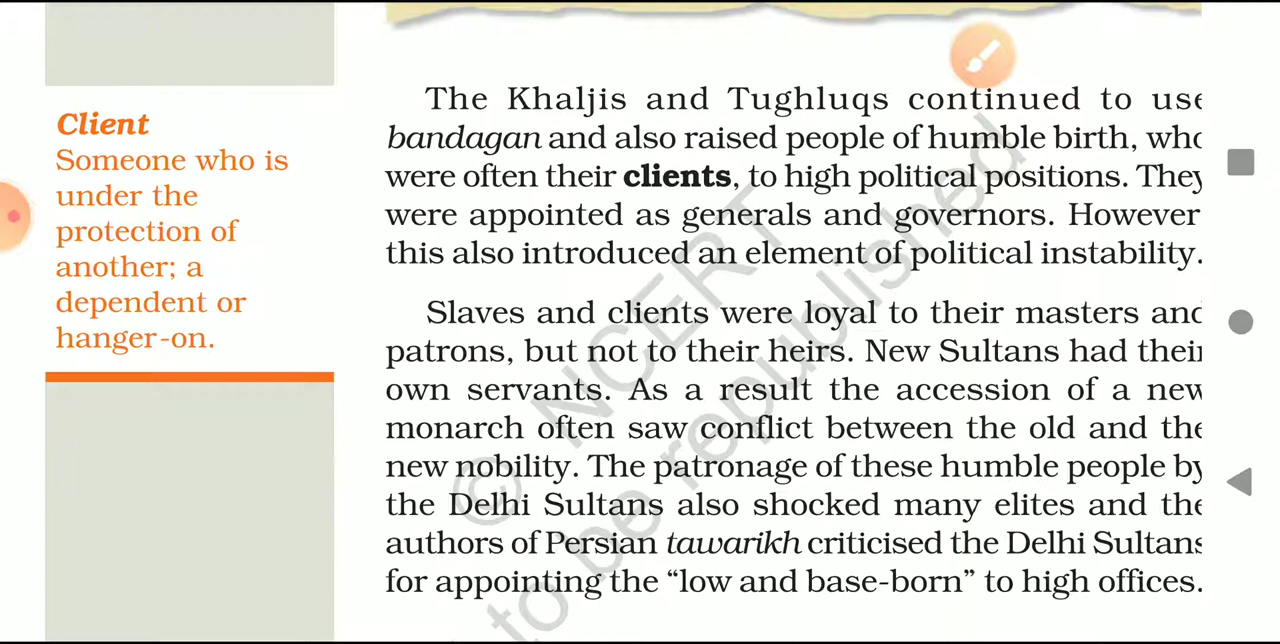 Client
Someone who is
under the
protection of
another; a
dependent or
hanger-on.
The Khaljis and Tughluqs continued to use
bandagan and also raised people of humble birth, who
were often their clients, to high political positions. They
were appointed as generals and governors. However
this also introduced an element of political instability.
Slaves and clients were loyal to their masters and
patrons, but not to their heirs. New Sultans had their
own servants. As a result the accession of a new
monarch often saw conflict between the old and the
new nobility. The patronage of these humble people by
the Delhi Sultans also shocked many elites and the
authors of Persian tawarikh criticised the Delhi Sultans
for appointing the “low and base-born” to high offices.
© NCERT
to be republished